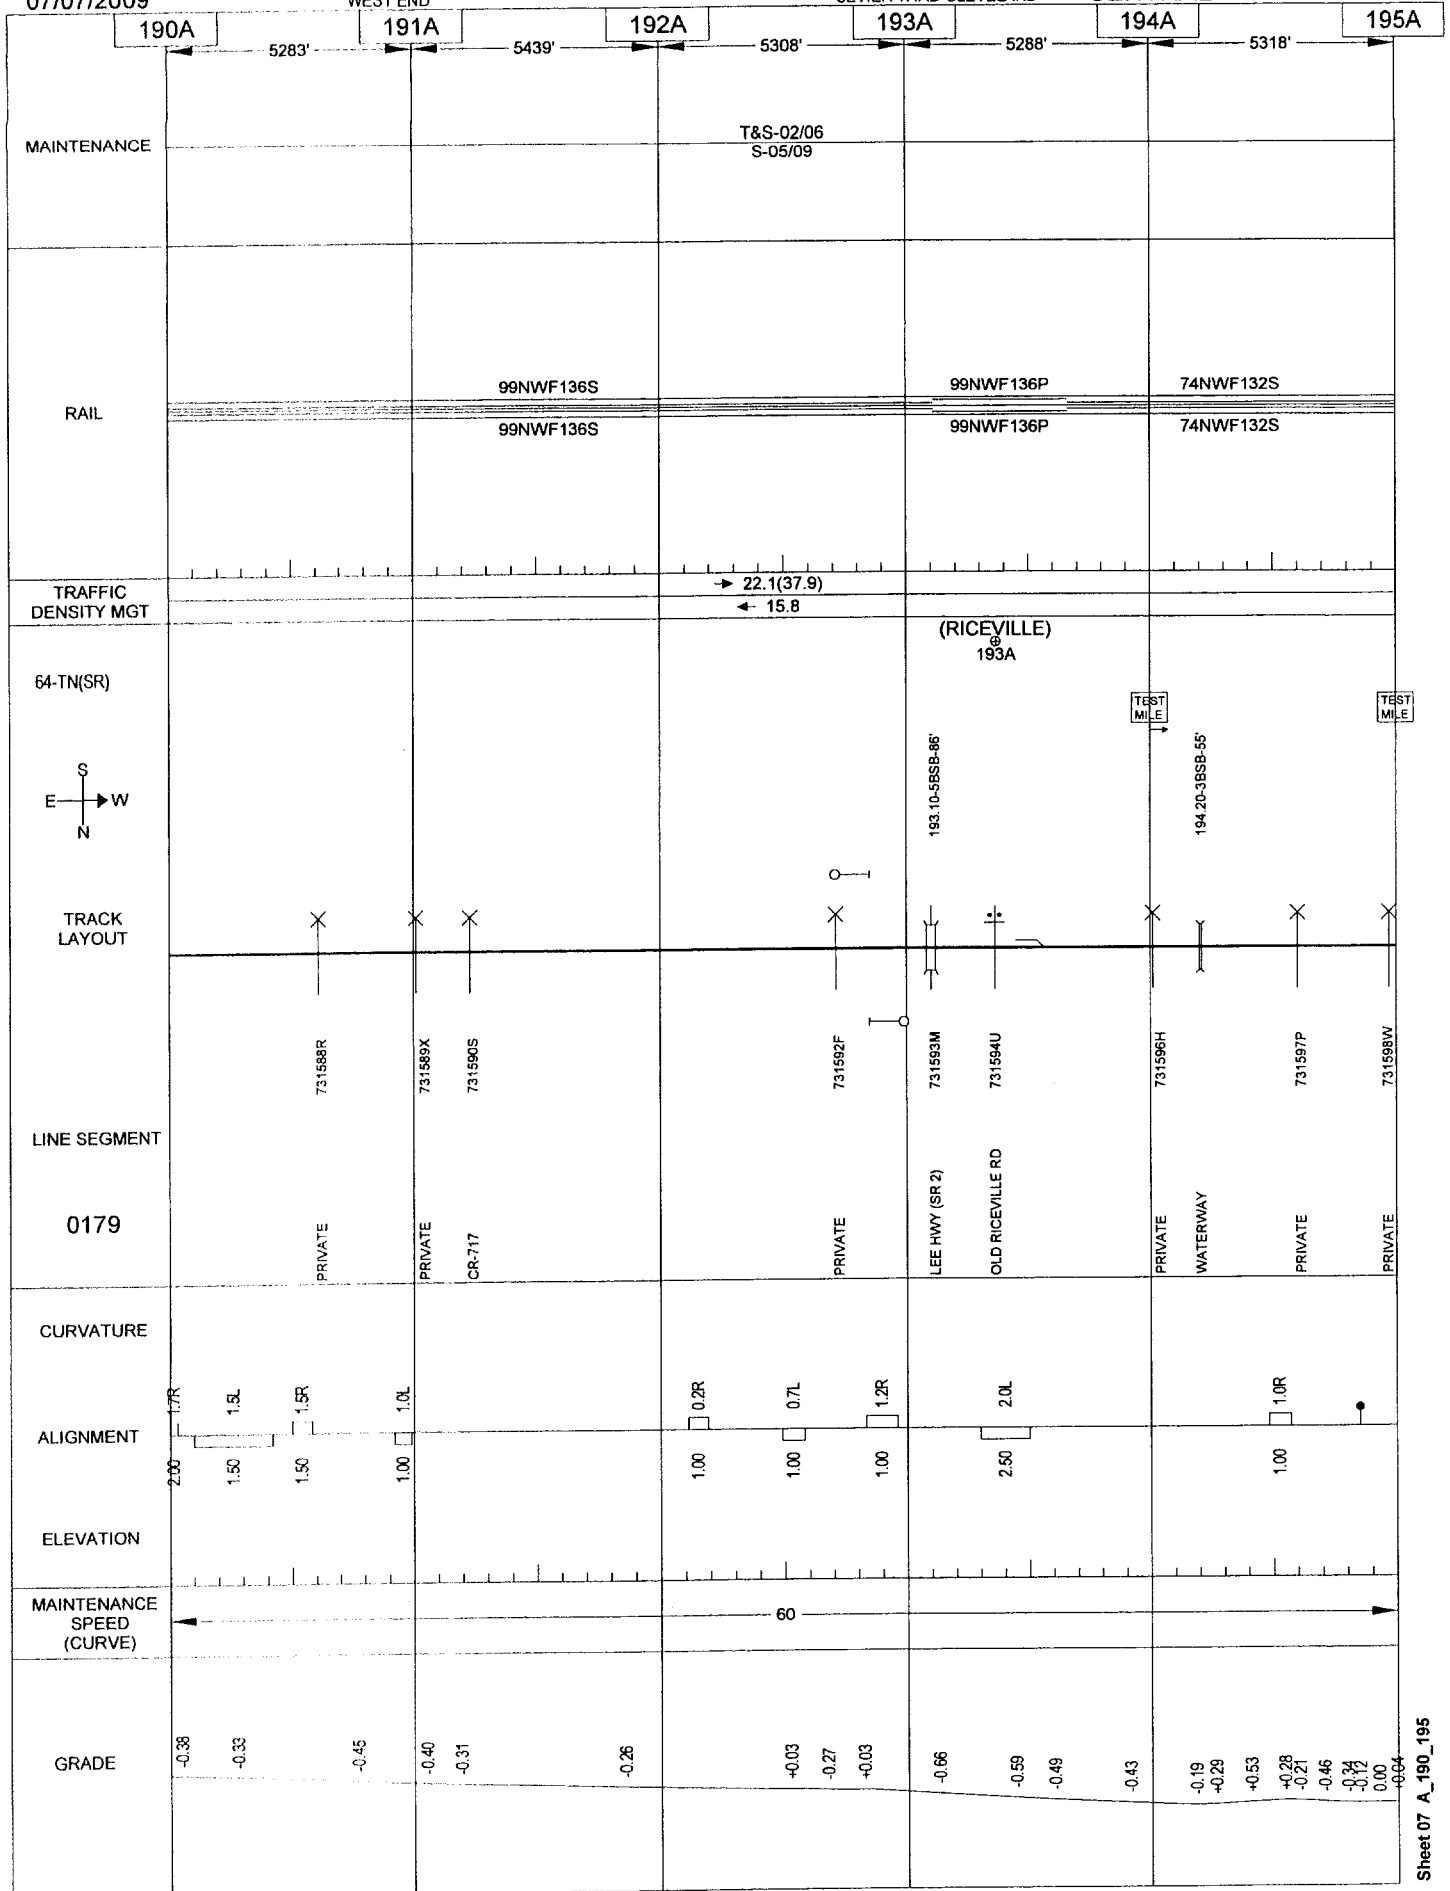 07/07/2009
WEST END
190A 191A 192A 193A 194A 195A
5283' 5439' 5308' 5288' 5318'
MAINTENANCE
T&S-02/06
S-05/09
RAIL
99NWF136S 99NWF136P 74NWF132S
99NWF136S 99NWF136P 74NWF132S
TRAFFIC
DENSITY MGT
22.1(37.9)
15.8
(RICEVILLE)
193A
64-TN(SR)
TEST
MILE
TEST
MILE
S
E W
N
193.10-5BSB-86'
194.20-3BSB-55'
TRACK
LAYOUT
731588R
731589X
731590S
731592F
731593M
731594U
731596H
731597P
731598W
LINE SEGMENT
0179
PRIVATE
PRIVATE
CR-717
PRIVATE
LEE HWY (SR 2)
OLD RICEVILLE RD
PRIVATE
WATERWAY
PRIVATE
PRIVATE
CURVATURE
1.7R 1.5L 1.5R 1.0L 0.2R 0.7L 1.2R 2.0L 1.0R
ALIGNMENT
2.00 1.50 1.50 1.00 1.00 1.00 1.00 2.50 1.00
ELEVATION
MAINTENANCE
SPEED
(CURVE)
60
GRADE
-0.38
-0.33
-0.45
-0.40
-0.31
-0.26
+0.03
-0.27
+0.03
-0.66
-0.59
-0.49
-0.43
-0.19
+0.29
+0.53
+0.28
-0.21
-0.46
-0.34
-0.12
0.00
+0.04
Sheet 07 A_190_195